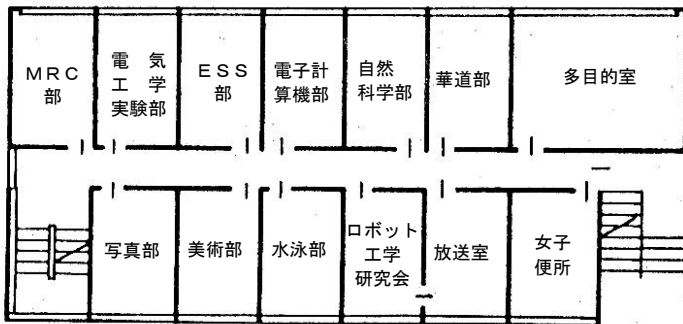 MRC
部
電 気
工 学
実験部
ESS
部
電子計
算機部
自然
科学部
華道部
多目的室
写真部
美術部
水泳部
ロボット
工学
研究会
放送室
女子
便所